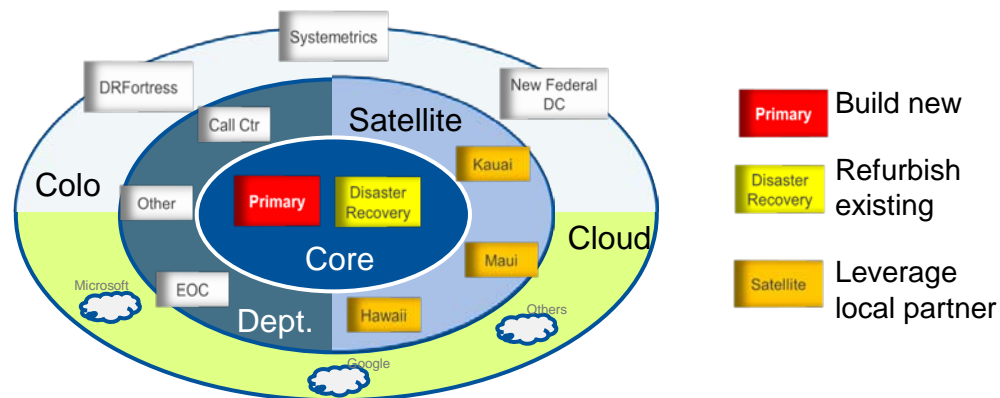 Systemetrics
DRFortress
New Federal
DC
Call Ctr
Satellite
Kauai
Colo
Other
Primary
Disaster
Recovery
Core
Cloud
Maui
Microsoft
EOC
Dept.
Hawaii
Others
Google
Primary
Build new
Disaster
Recovery
Refurbish
existing
Satellite
Leverage
local partner